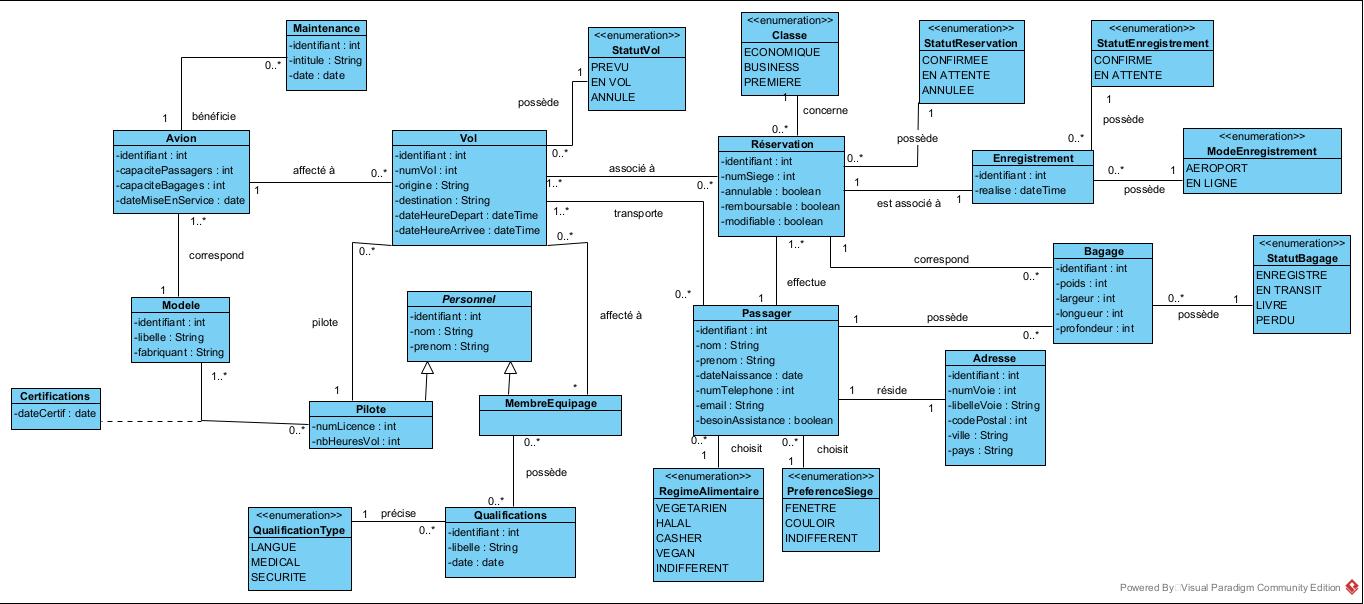 Maintenance
-identifiant : int
-intitule : String
-date : date
0..*
1
bénéficie
Avion
-identifiant : int
-capacitePassagers : int
-capaciteBagages : int
-dateMiseEnService : date
1
affecté à
0..*
1..*
correspond
1
Modele
-identifiant : int
-libelle : String
-fabriquant : String
1..*
Certifications
-dateCertif : date
0..*
Pilote
-numLicence : int
-nbHeuresVol : int
1
pilote
0..*
Vol
-identifiant : int
-numVol : int
-origine : String
-destination : String
-dateHeureDepart : dateTime
-dateHeureArrivee : dateTime
<<enumeration>>
StatutVol
PREVU
EN VOL
ANNULE
1
possède
0..*
associé à
1..*
0..*
1..*
transporte
0..*
0..*
affecté à
*
Personnel
-identifiant : int
-nom : String
-prenom : String
MembreEquipage
0..*
possède
0..*
Qualifications
-identifiant : int
-libelle : String
-date : date
1
précise
0..*
<<enumeration>>
QualificationType
LANGUE
MEDICAL
SECURITE
<<enumeration>>
Classe
ECONOMIQUE
BUSINESS
PREMIERE
1
concerne
0..*
Réservation
-identifiant : int
-numSiege : int
-annulable : boolean
-remboursable : boolean
-modifiable : boolean
<<enumeration>>
StatutReservation
CONFIRMEE
EN ATTENTE
ANNULEE
1
possède
0..*
<<enumeration>>
StatutEnregistrement
CONFIRME
EN ATTENTE
1
possède
0..*
Enregistrement
-identifiant : int
-realise : dateTime
<<enumeration>>
ModeEnregistrement
AEROPORT
EN LIGNE
0..*
1
possède
1
est associé à
1
1..*
effectue
1
1
correspond
0..*
Bagage
-identifiant : int
-poids : int
-largeur : int
-longueur : int
-profondeur : int
<<enumeration>>
StatutBagage
ENREGISTRE
EN TRANSIT
LIVRE
PERDU
0..*
1
possède
Passager
-identifiant : int
-nom : String
-prenom : String
-dateNaissance : date
-numTelephone : int
-email : String
-besoinAssistance : boolean
1
possède
0..*
1
réside
1
Adresse
-identifiant : int
-numVoie : int
-libelleVoie : String
-codePostal : int
-ville : String
-pays : String
0..*
1
choisit
0..*
1
choisit
<<enumeration>>
RegimeAlimentaire
VEGETARIEN
HALAL
CASHER
VEGAN
INDIFFERENT
<<enumeration>>
PreferenceSiege
FENETRE
COULOIR
INDIFFERENT
Powered By Visual Paradigm Community Edition